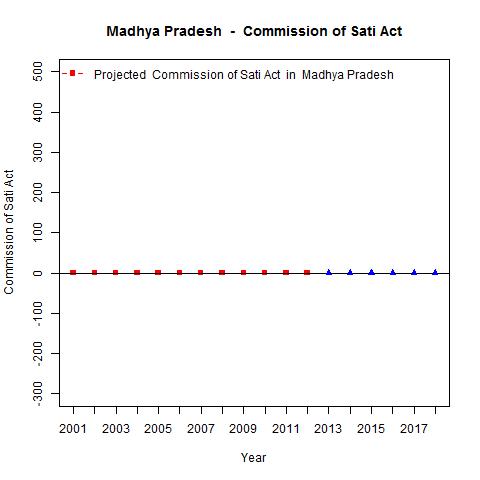 Madhya Pradesh - Commission of Sati Act
Projected Commission of Sati Act in Madhya Pradesh
Commission of Sati Act
500
400
300
200
100
0
-100
-200
-300
2001 2003 2005 2007 2009 2011 2013 2015 2017
Year